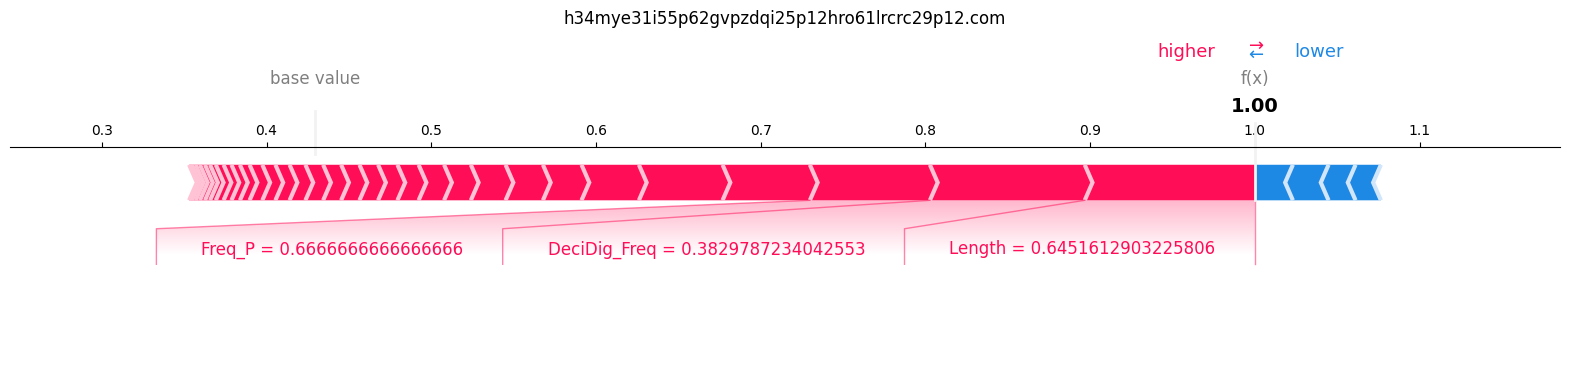 h34mye31i55p62gvpzdqi25p12hro61lrcrc29p12.com
higher ⇄ lower
base value f(x)
1.00
0.3 0.4 0.5 0.6 0.7 0.8 0.9 1.0 1.1
Freq_P = 0.6666666666666666 DeciDig_Freq = 0.3829787234042553 Length = 0.6451612903225806